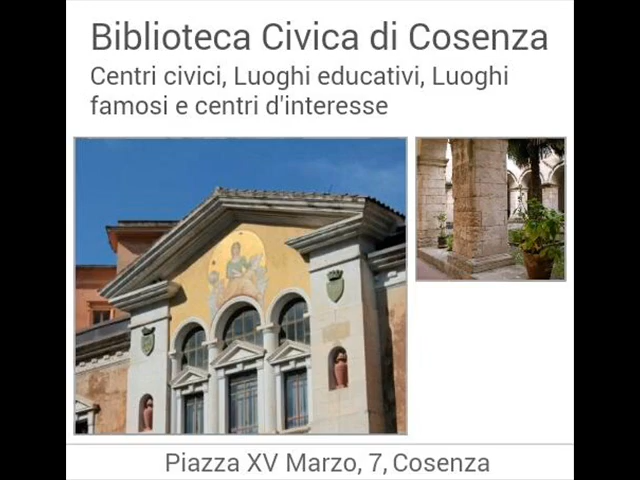 Biblioteca Civica di Cosenza
Centri civici, Luoghi educativi, Luoghi
famosi e centri d'interesse
Piazza XV Marzo, 7, Cosenza